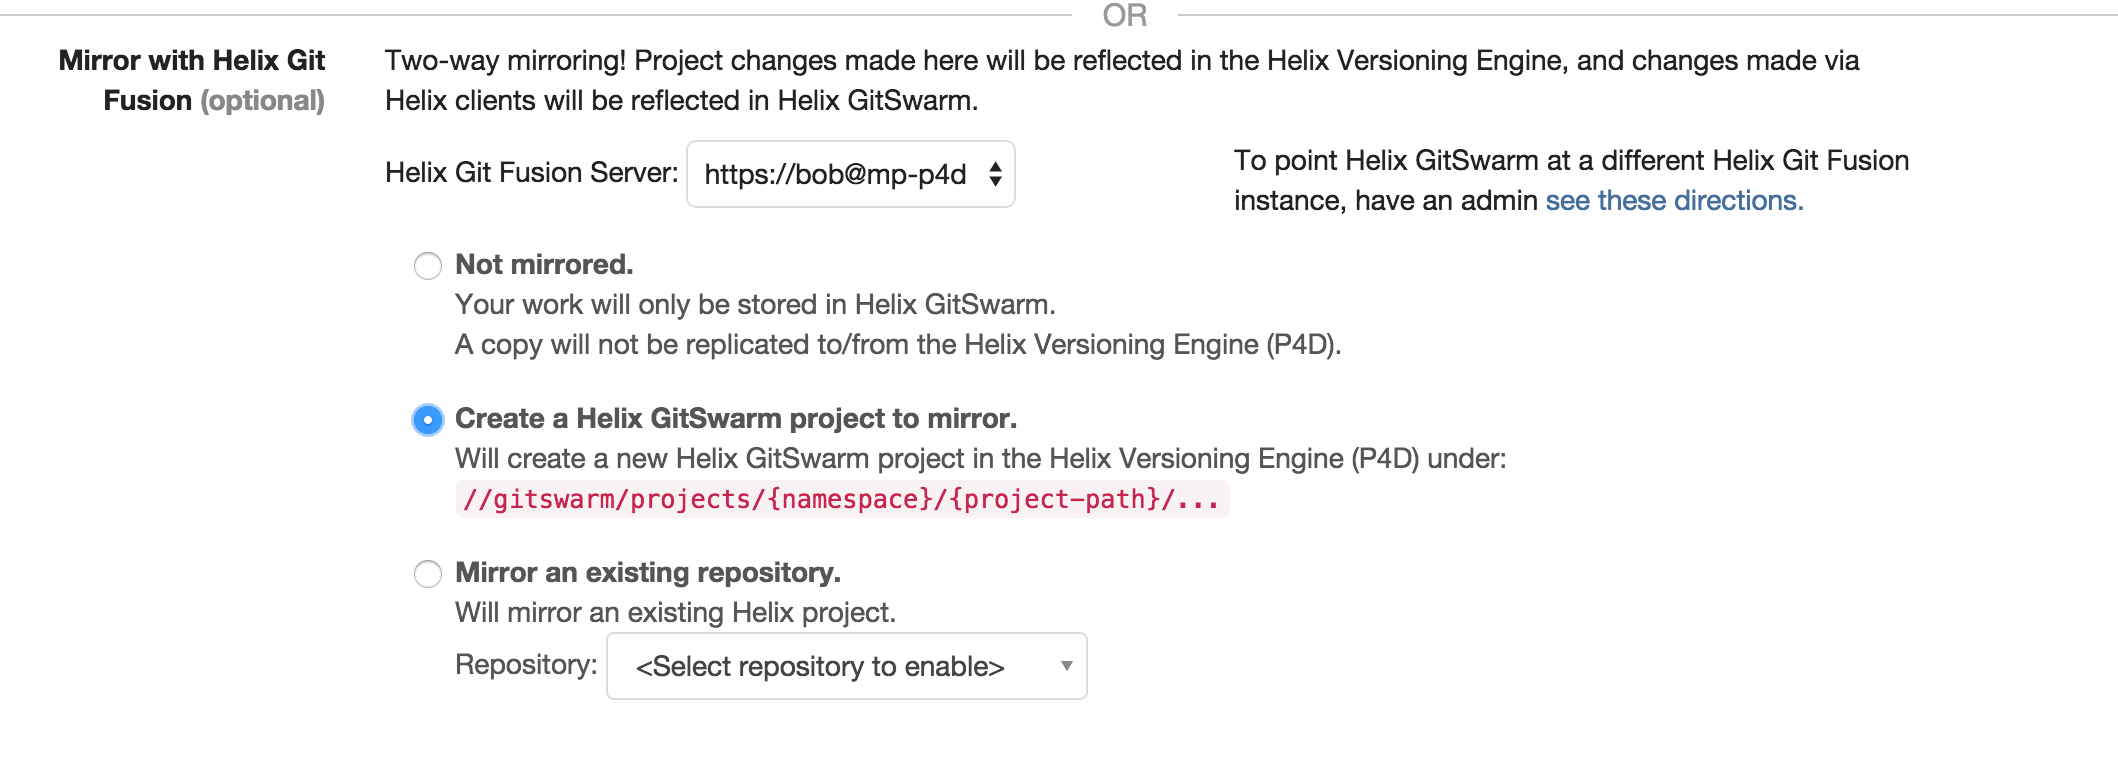 OR
Mirror with Helix Git
Fusion (optional)
Two-way mirroring! Project changes made here will be reflected in the Helix Versioning Engine, and changes made via
Helix clients will be reflected in Helix GitSwarm.
Helix Git Fusion Server: https://bob@mp-p4d
To point Helix GitSwarm at a different Helix Git Fusion
instance, have an admin see these directions.
Not mirrored.
Your work will only be stored in Helix GitSwarm.
A copy will not be replicated to/from the Helix Versioning Engine (P4D).
Create a Helix GitSwarm project to mirror.
Will create a new Helix GitSwarm project in the Helix Versioning Engine (P4D) under:
//gitswarm/projects/{namespace}/{project-path}/...
Mirror an existing repository.
Will mirror an existing Helix project.
Repository: <Select repository to enable>